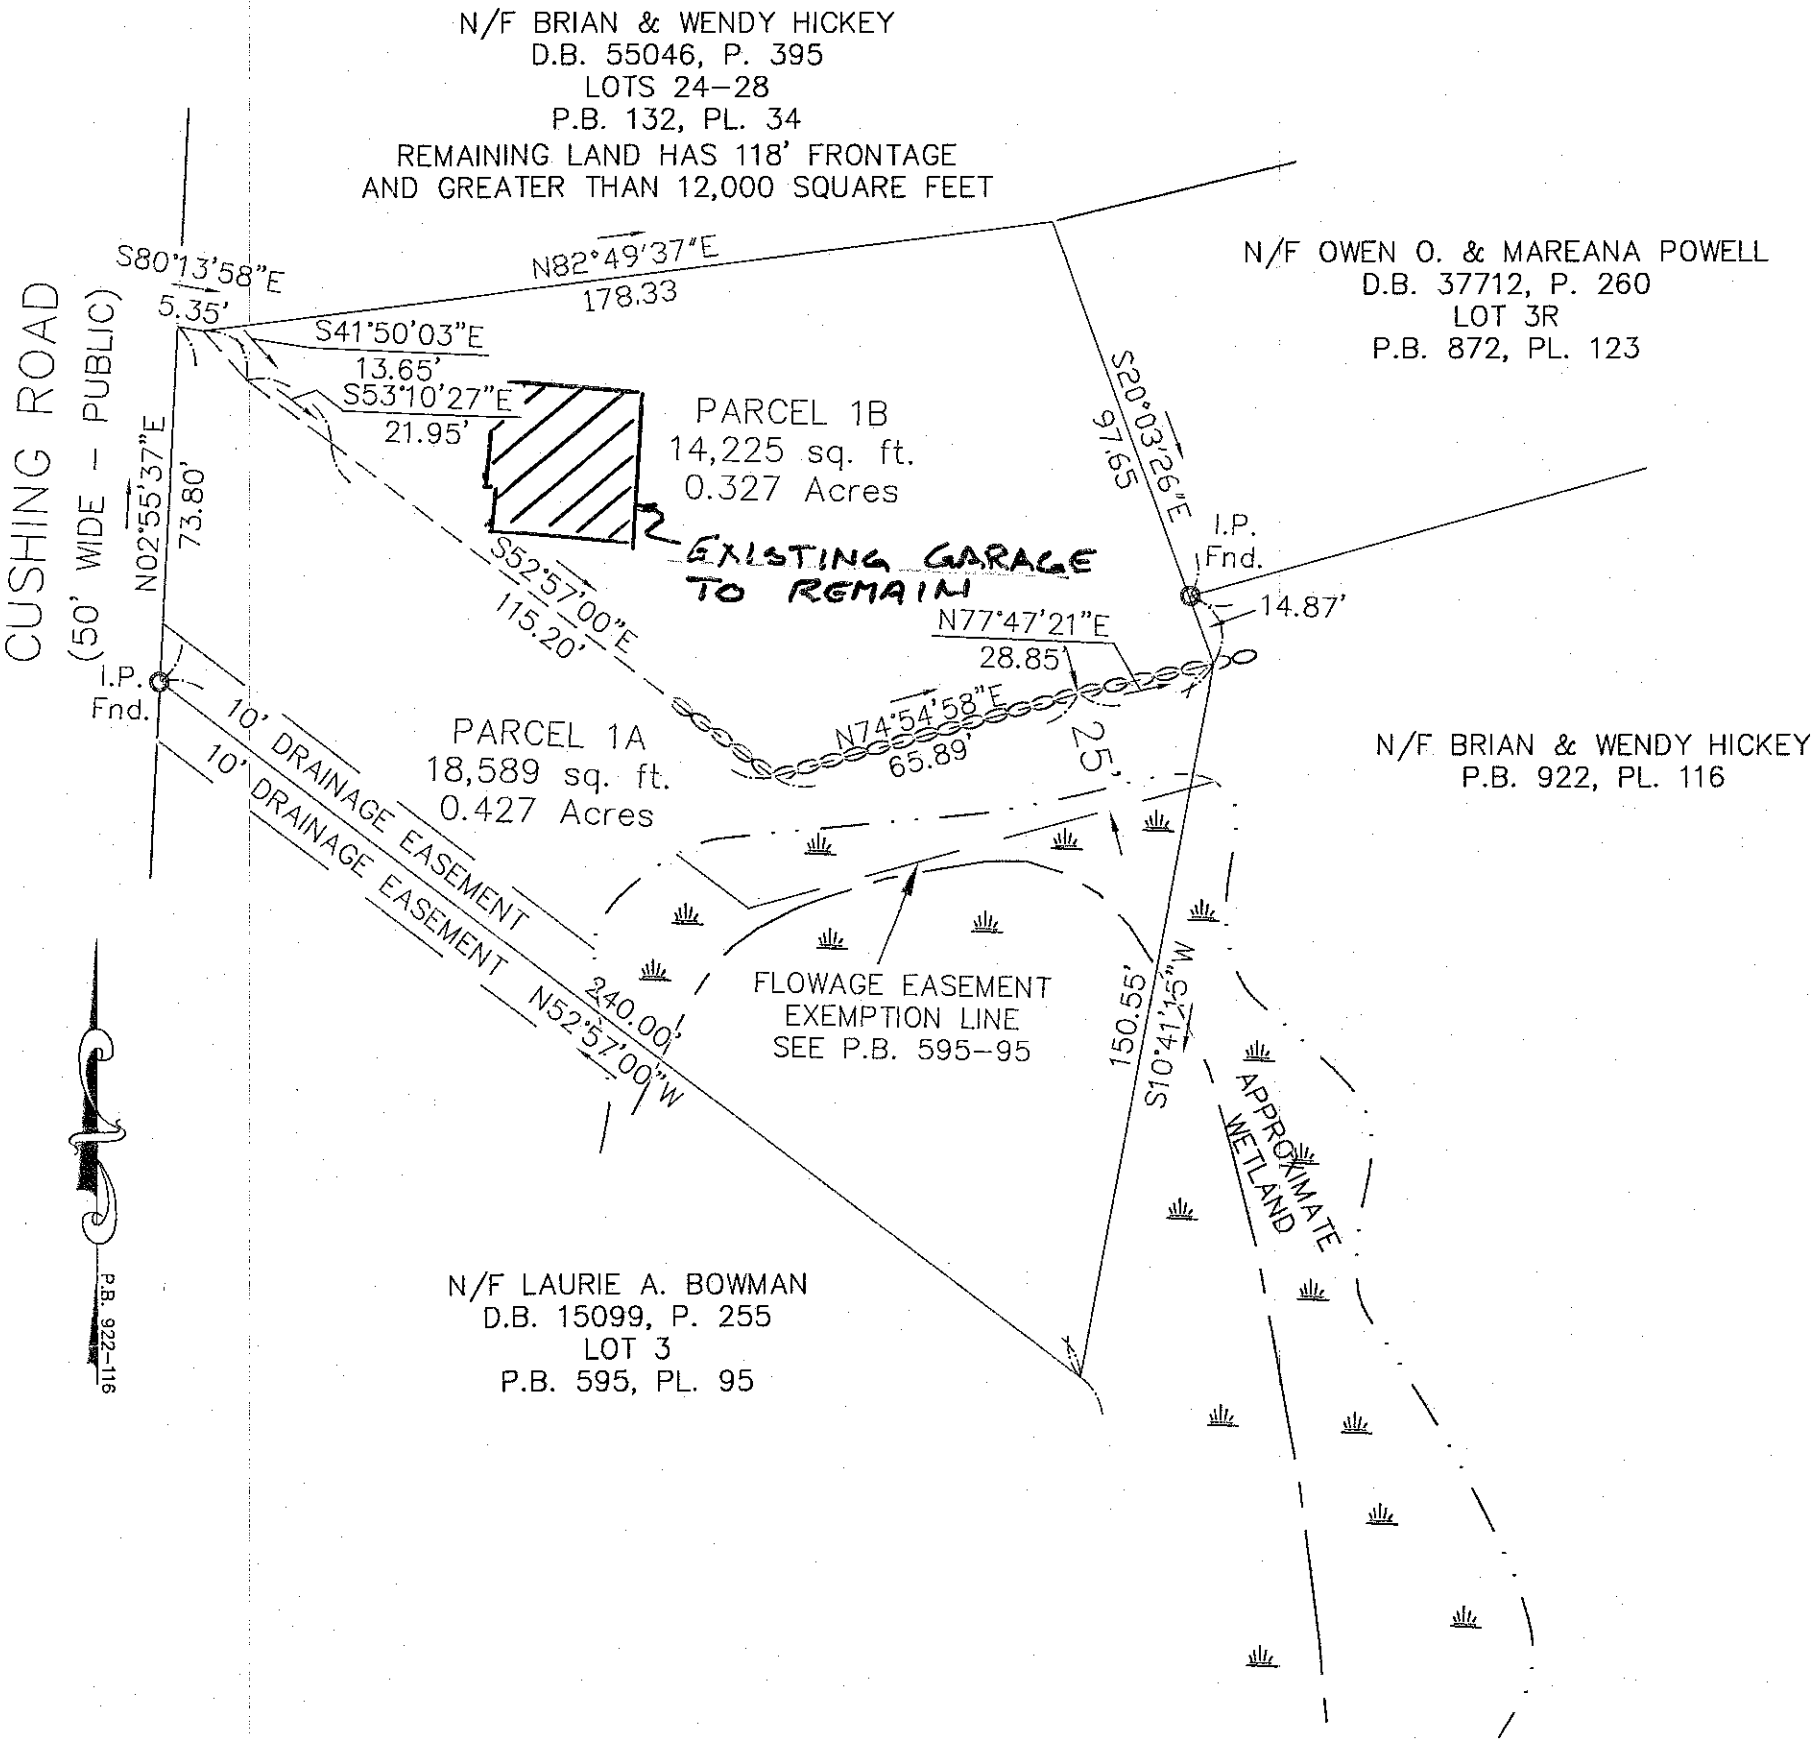 N/F BRIAN & WENDY HICKEY
D.B. 55046, P. 395
LOTS 24-28
P.B. 132, PL. 34
REMAINING LAND HAS 118' FRONTAGE
AND GREATER THAN 12,000 SQUARE FEET
N/F OWEN O. & MAREANA POWELL
D.B. 37712, P. 260
LOT 3R
P.B. 872, PL. 123
S80°13'58"E
5.35'
N82°49'37"E
178.33
S41°50'03"E
13.65'
S53°10'27"E
21.95'
CUSHING ROAD
(50' WIDE - PUBLIC)
N02°55'37"E
73.80'
PARCEL 1B
14,225 sq. ft.
0.327 Acres
S20°03'26"E
97.65
I.P.
Fnd.
14.87'
EXISTING GARAGE
TO REMAIN
S52°57'00"E
115.20'
N77°47'21"E
28.85'
N74°54'58"E
65.89'
25'
I.P.
Fnd.
10' DRAINAGE EASEMENT
10' DRAINAGE EASEMENT
PARCEL 1A
18,589 sq. ft.
0.427 Acres
N/F BRIAN & WENDY HICKEY
P.B. 922, PL. 116
FLOWAGE EASEMENT
EXEMPTION LINE
SEE P.B. 595-95
240.00'
N52°57'00"W
150.55'
S10°41'15"W
APPROXIMATE
WETLAND
N/F LAURIE A. BOWMAN
D.B. 15099, P. 255
LOT 3
P.B. 595, PL. 95
P.B. 922-116